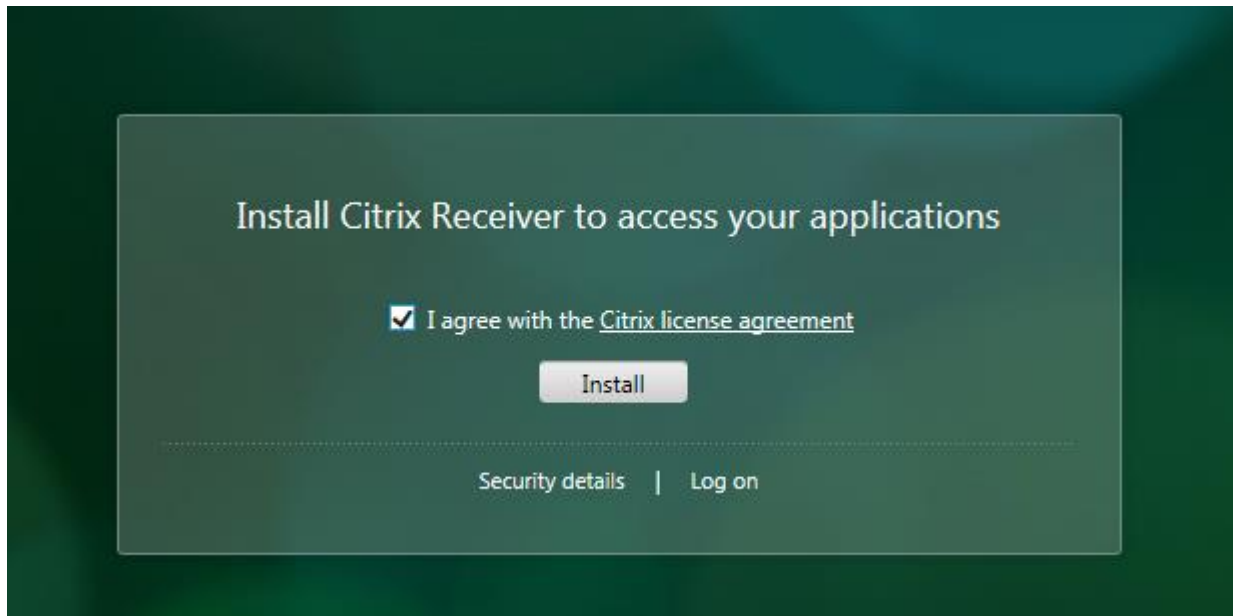 Install Citrix Receiver to access your applications
I agree with the Citrix license agreement
Install
Security details | Log on